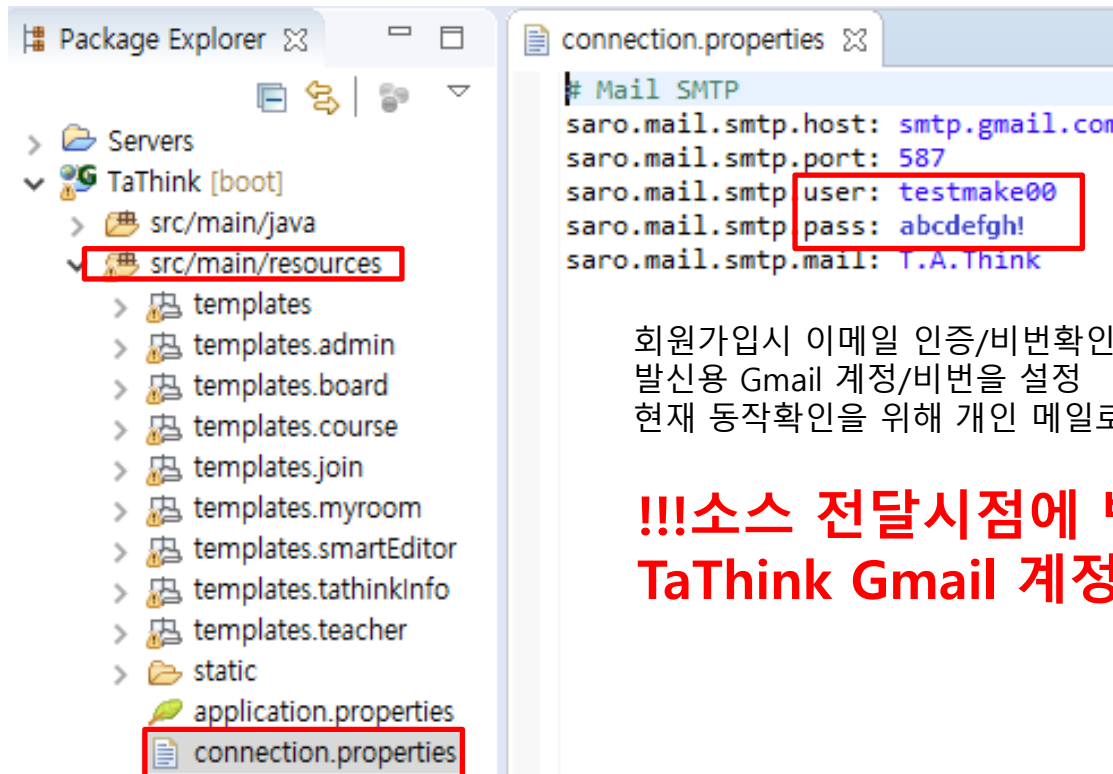 Package Explorer
Servers
TaThink [boot]
src/main/java
src/main/resources
templates
templates.admin
templates.board
templates.course
templates.join
templates.myroom
templates.smartEditor
templates.tathinkInfo
templates.teacher
static
application.properties
connection.properties
connection.properties
# Mail SMTP
saro.mail.smtp.host: smtp.gmail.com
saro.mail.smtp.port: 587
saro.mail.smtp.user: testmake00
saro.mail.smtp.pass: abcdefgh!
saro.mail.smtp.mail: T.A.Think
회원가입시 이메일 인증/비번확인
발신용 Gmail 계정/비번을 설정
현재 동작확인을 위해 개인 메일로
!!!소스 전달시점에
TaThink Gmail 계정